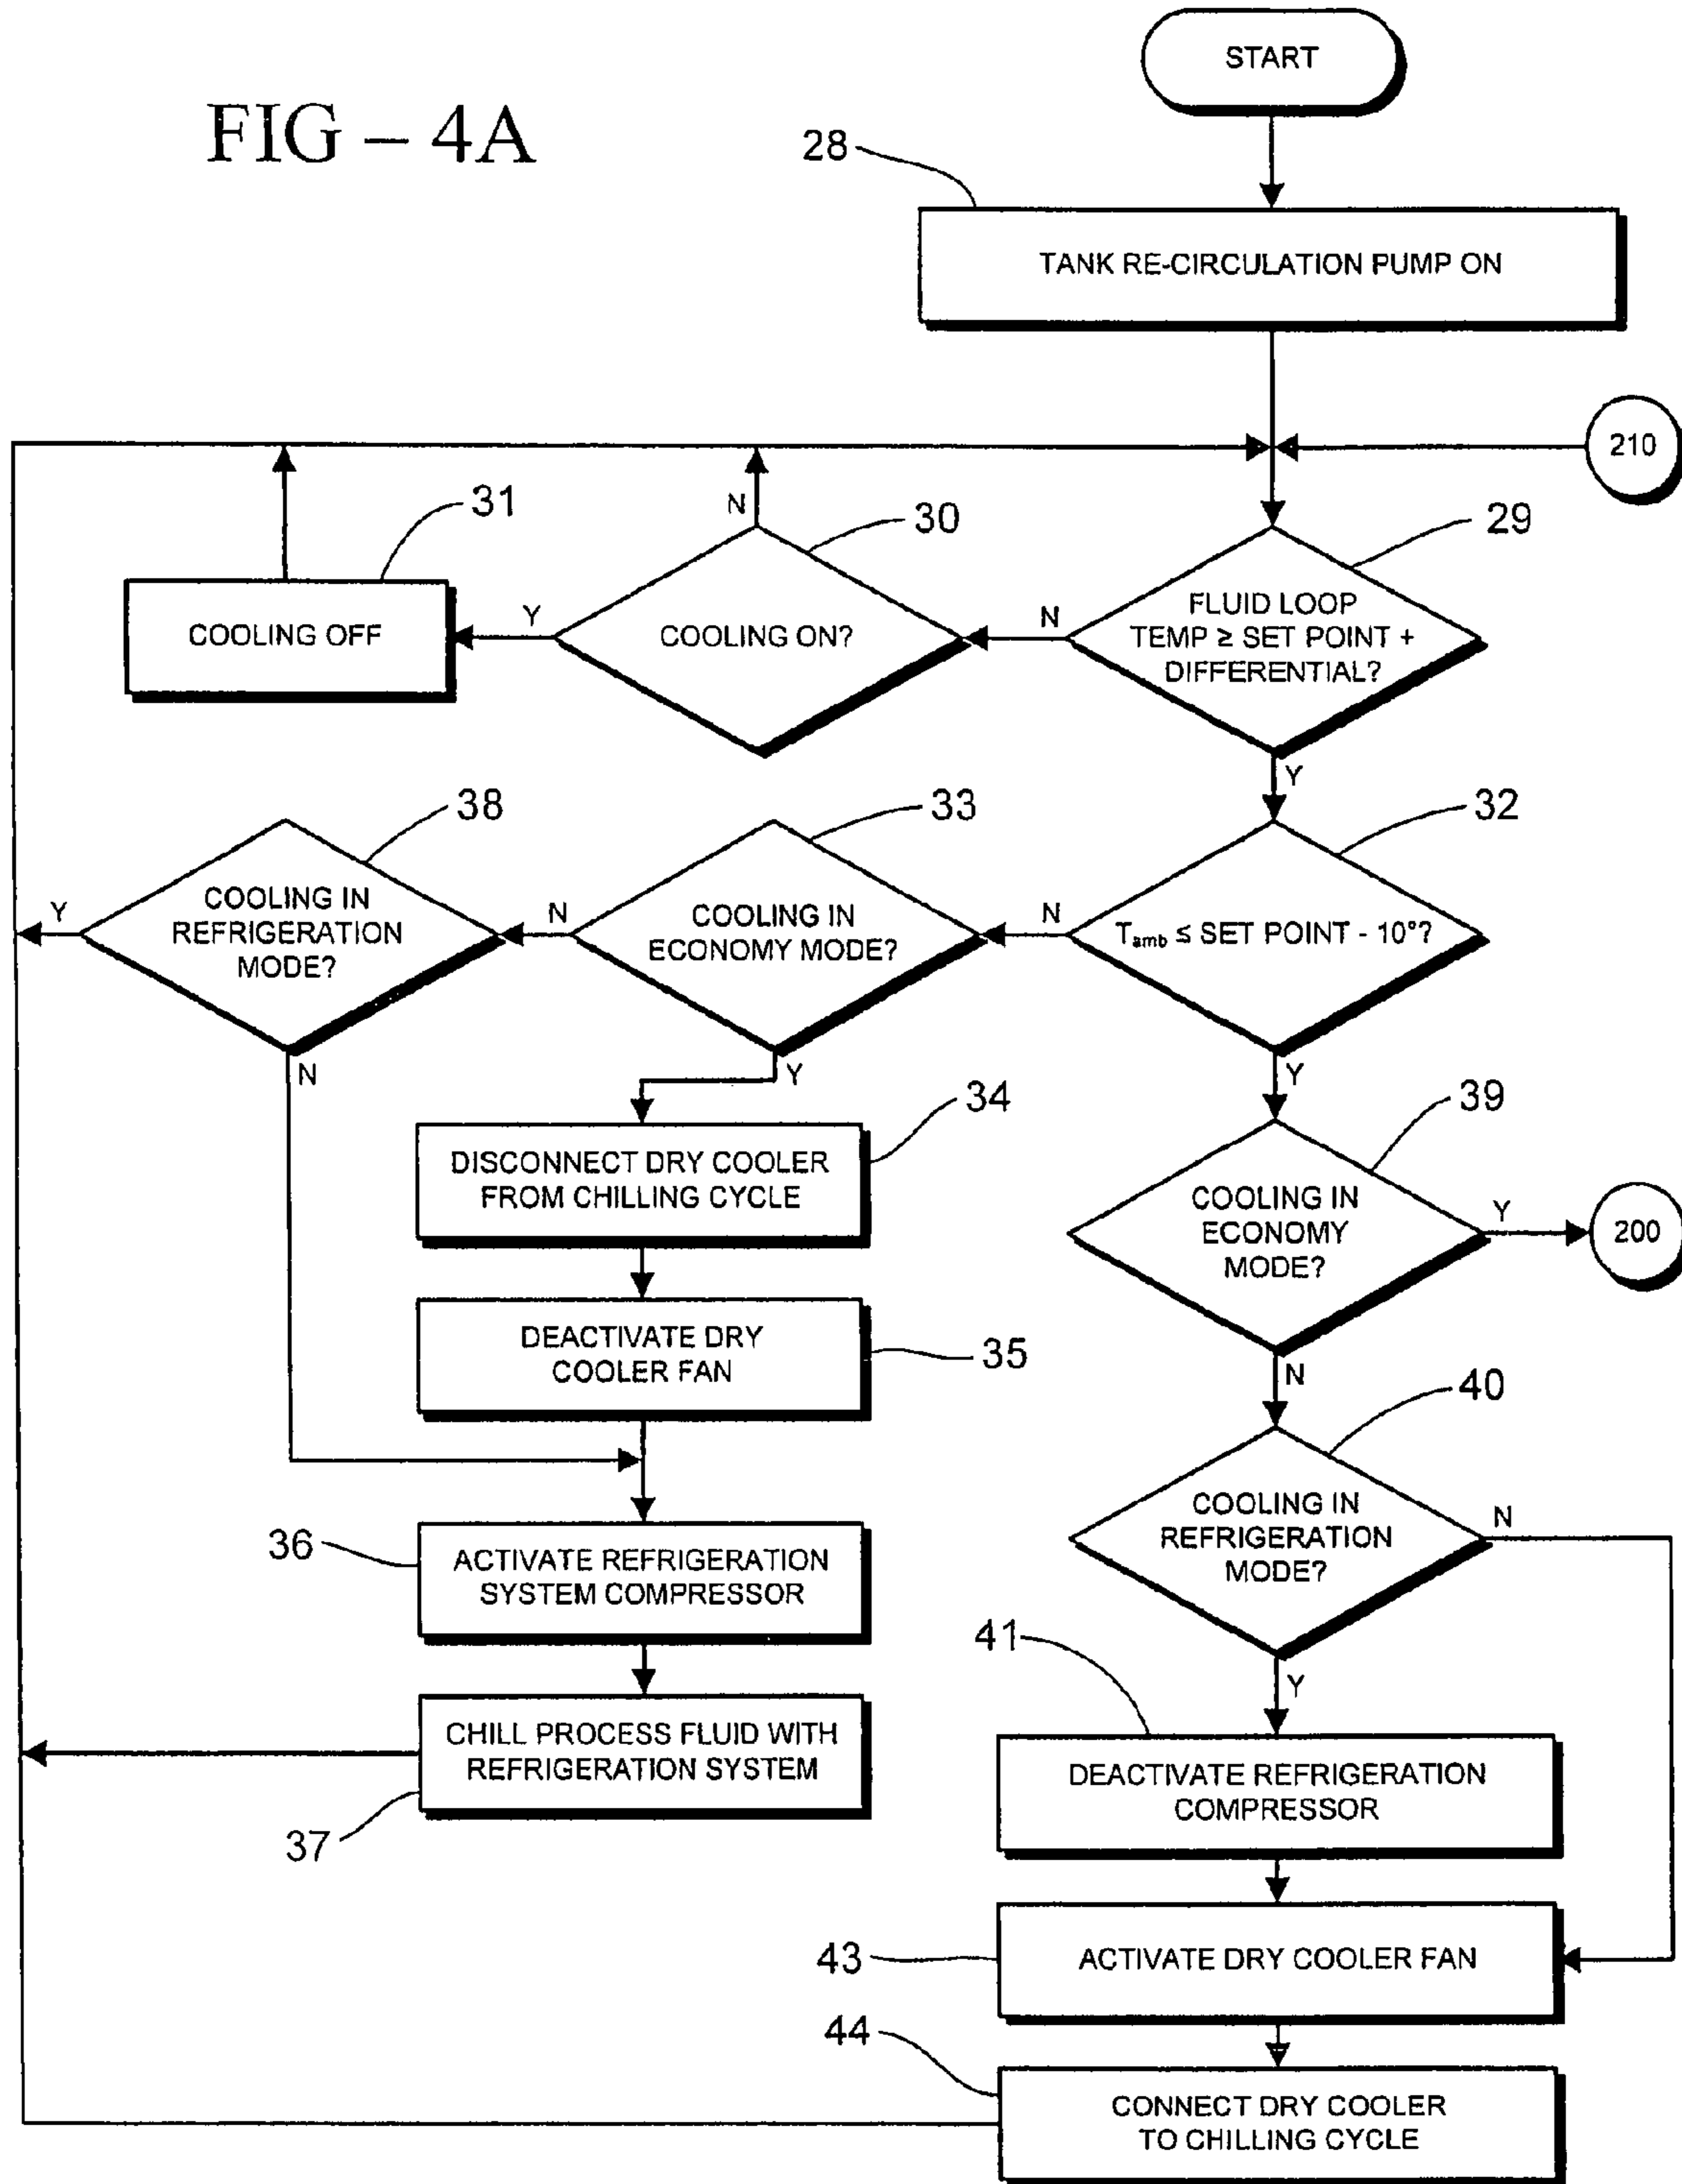 FIG – 4A
START
28
TANK RE-CIRCULATION PUMP ON
210
29
FLUID LOOP
TEMP ≥ SET POINT +
DIFFERENTIAL?
N
Y
30
COOLING ON?
N
Y
31
COOLING OFF
32
Tamb ≤ SET POINT - 10°?
N
Y
33
COOLING IN
ECONOMY MODE?
N
Y
38
COOLING IN
REFRIGERATION
MODE?
Y
N
34
DISCONNECT DRY COOLER
FROM CHILLING CYCLE
35
DEACTIVATE DRY
COOLER FAN
36
ACTIVATE REFRIGERATION
SYSTEM COMPRESSOR
37
CHILL PROCESS FLUID WITH
REFRIGERATION SYSTEM
39
COOLING IN
ECONOMY
MODE?
Y
200
N
40
COOLING IN
REFRIGERATION
MODE?
N
Y
41
DEACTIVATE REFRIGERATION
COMPRESSOR
43
ACTIVATE DRY COOLER FAN
44
CONNECT DRY COOLER
TO CHILLING CYCLE